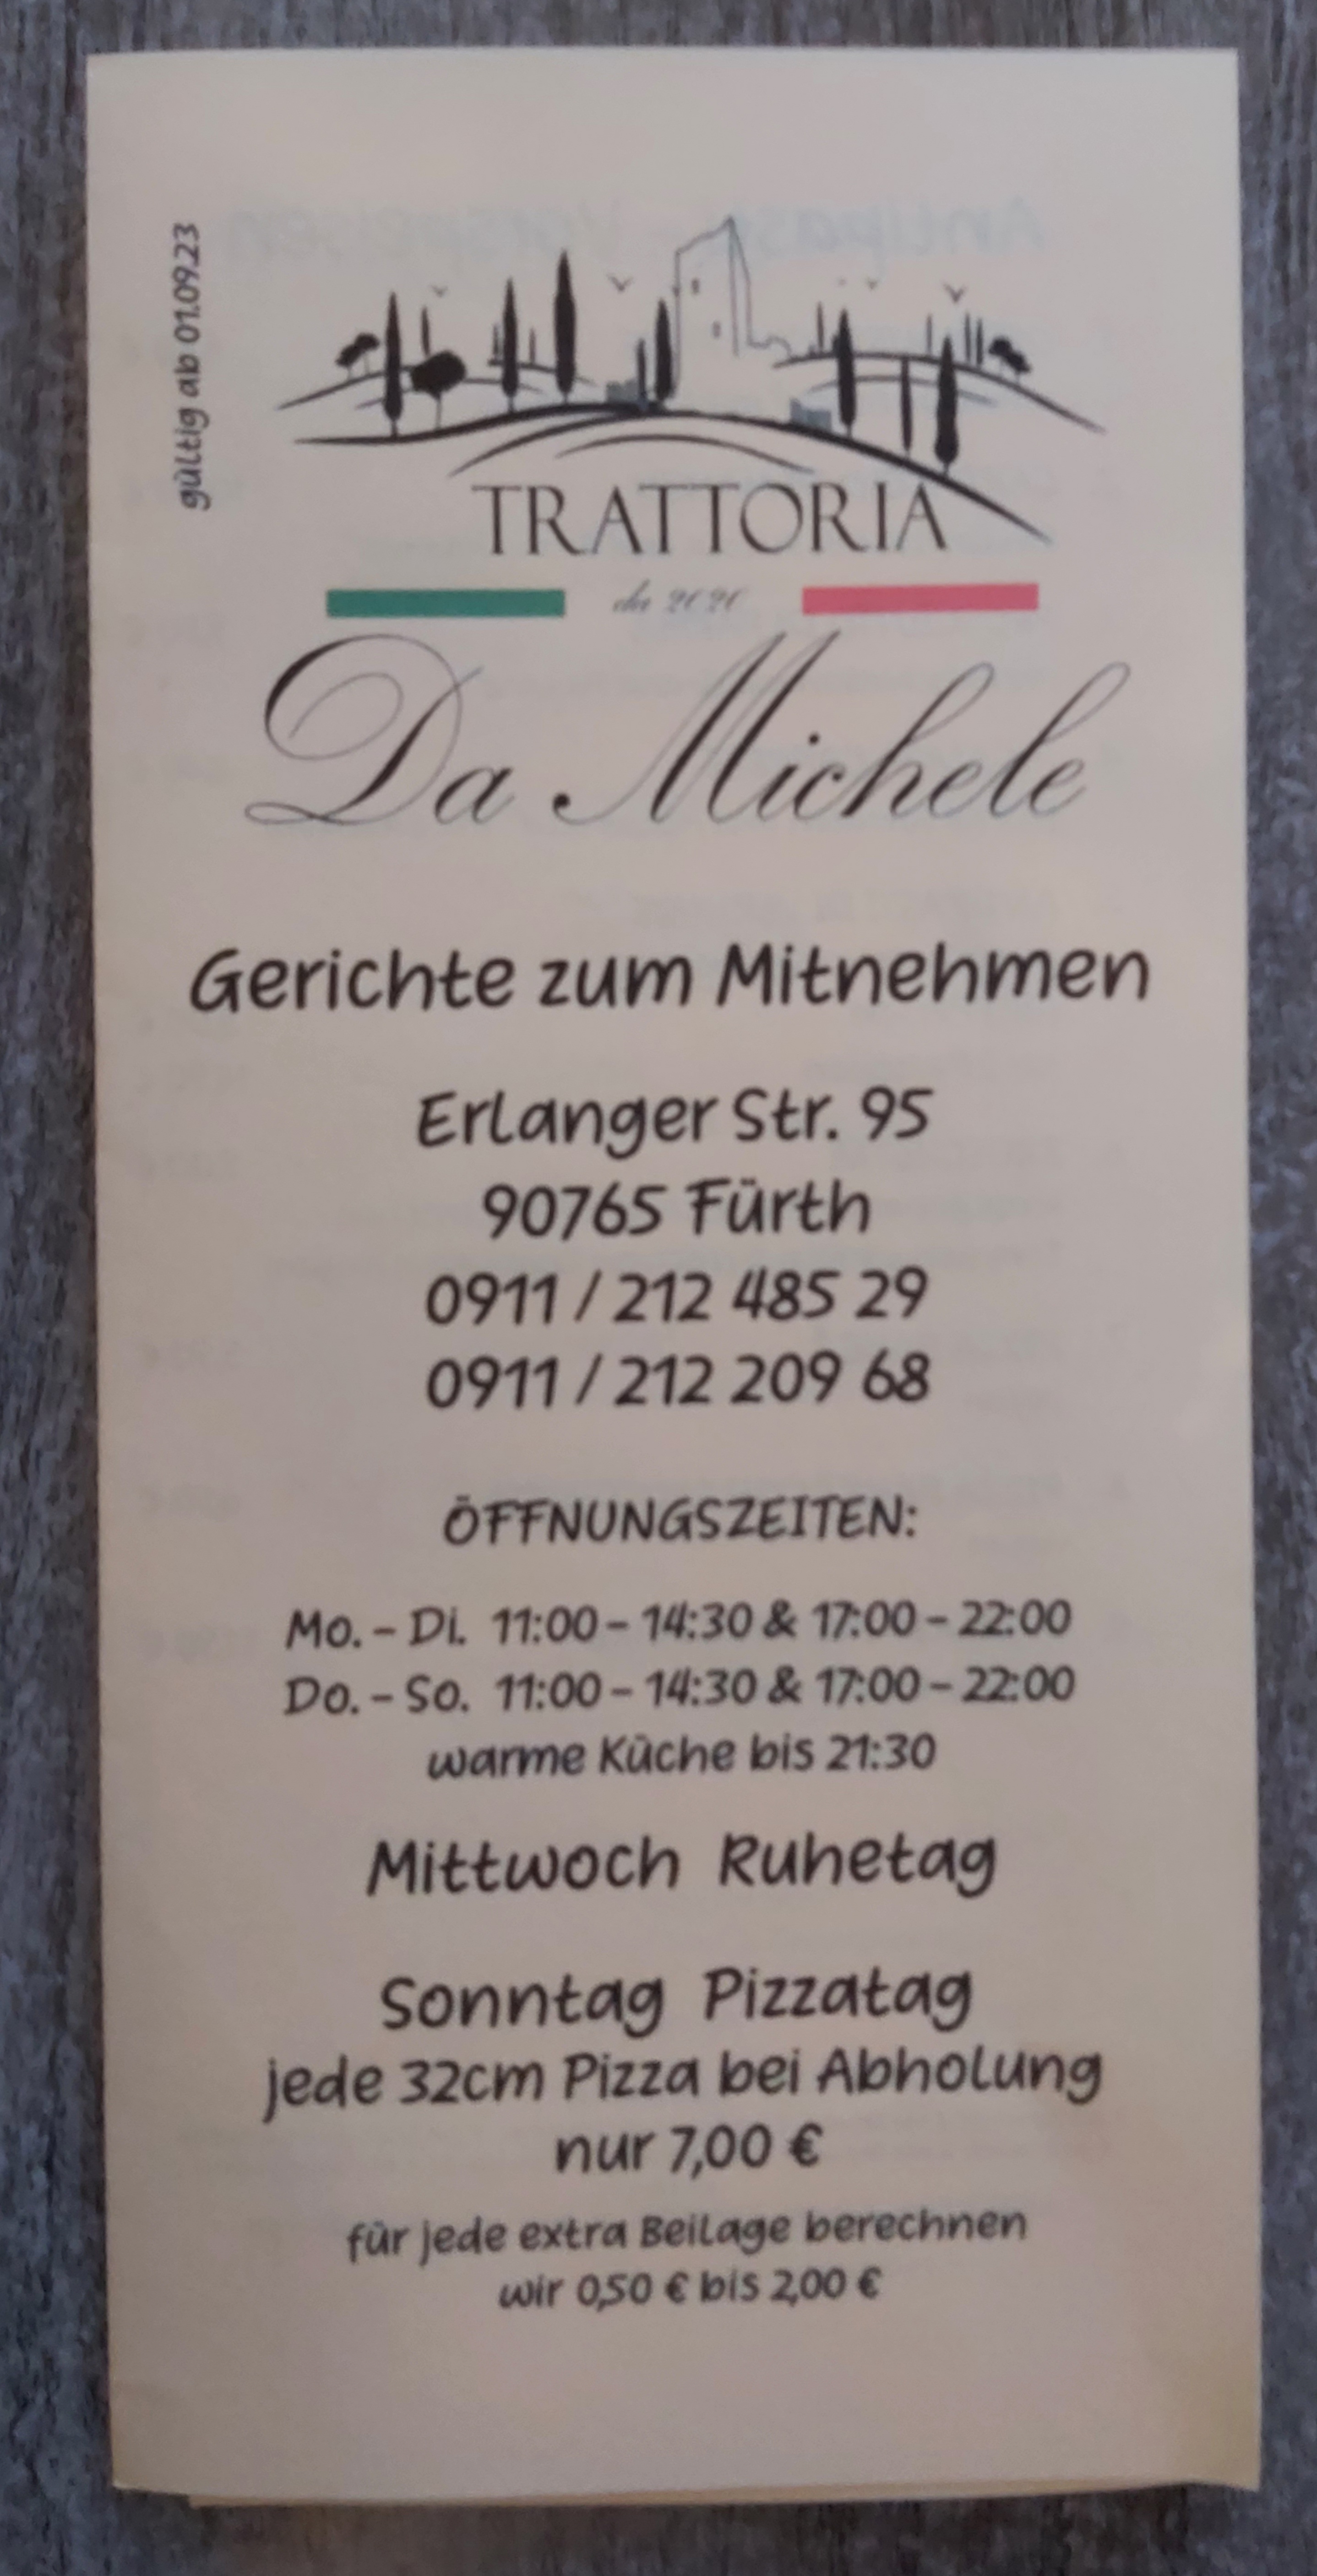 gültig ab 01.09.23
TRATTORIA
da 2020
Da Michele
Gerichte zum Mitnehmen
Erlanger Str. 95
90765 Fürth
0911 / 212 485 29
0911 / 212 209 68
ÖFFNUNGSZEITEN:
Mo. - Di. 11:00 - 14:30 & 17:00 - 22:00
Do. - So. 11:00 - 14:30 & 17:00 - 22:00
warme Küche bis 21:30
Mittwoch Ruhetag
Sonntag Pizzatag
jede 32cm Pizza bei Abholung
nur 7,00 €
für jede extra Beilage berechnen
wir 0,50 € bis 2,00 €